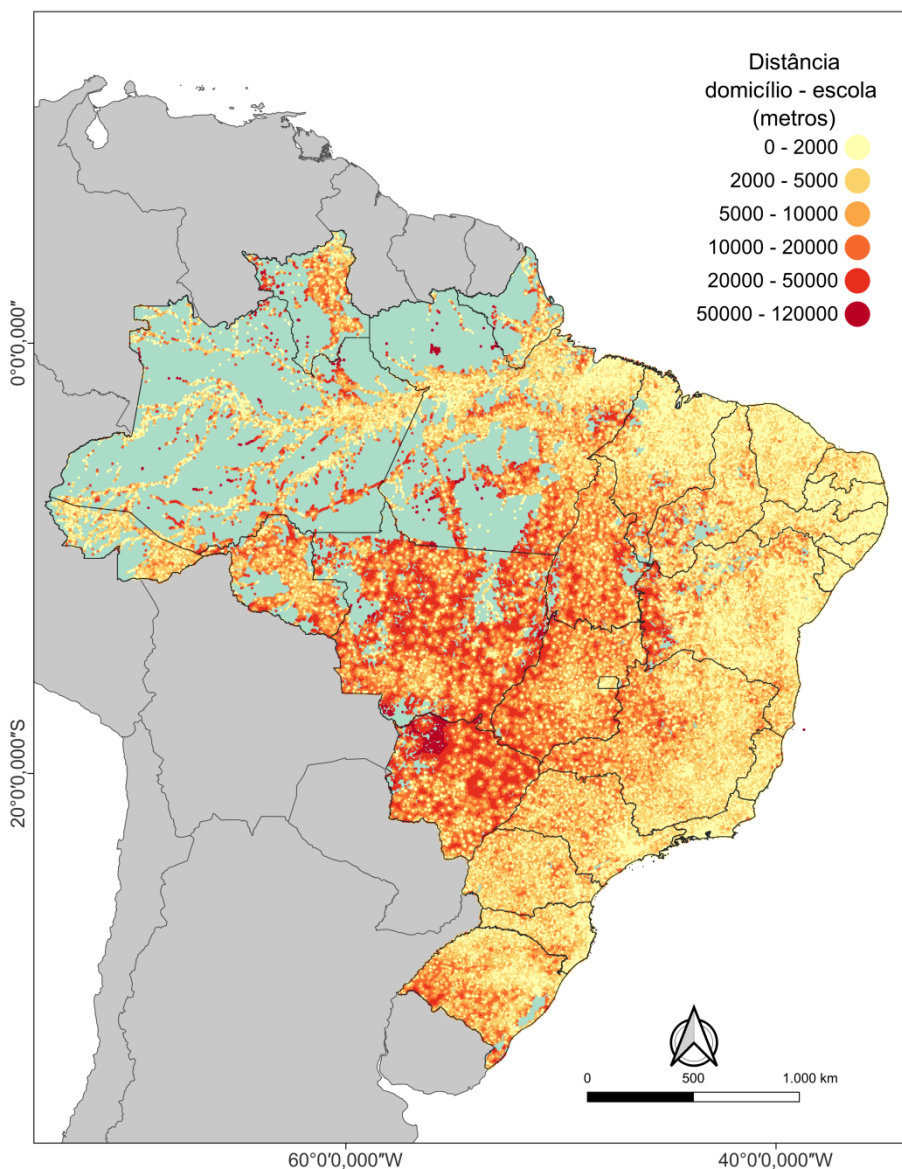 Distância
domicílio - escola
(metros)
0 - 2000
2000 - 5000
5000 - 10000
10000 - 20000
20000 - 50000
50000 - 120000
0°0′0,000″
20°0′0,000″S
0
500
1.000 km
60°0′0,000″W
40°0′0,000″W